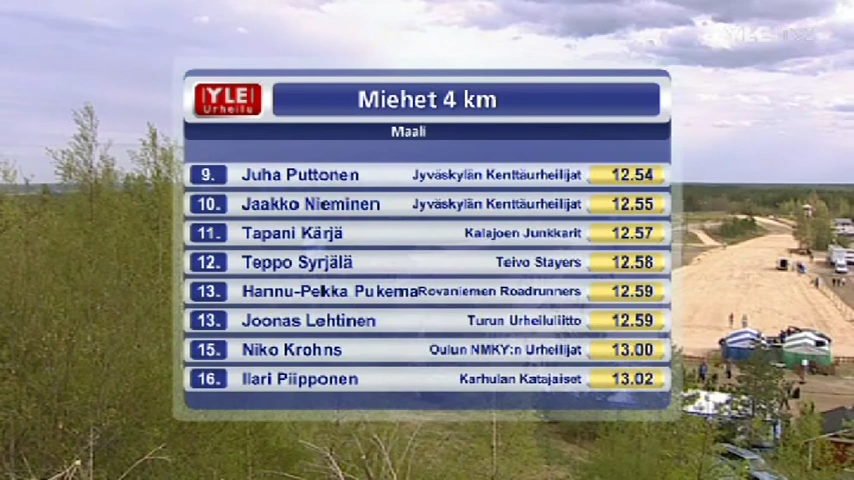 YLE
Urheilu
Miehet 4 km
Maali
9. Juha Puttonen Jyväskylän Kenttäurheilijat 12.54
10. Jaakko Nieminen Jyväskylän Kenttäurheilijat 12.55
11. Tapani Kärjä Kalajoen Junkkarit 12.57
12. Teppo Syrjälä Teivo Stayers 12.58
13. Hannu-Pekka Pukema Rovaniemen Roadrunners 12.59
13. Joonas Lehtinen Turun Urheiluliitto 12.59
15. Niko Krohns Oulun NMKY:n Urheilijat 13.00
16. Ilari Piipponen Karhulan Katajaiset 13.02